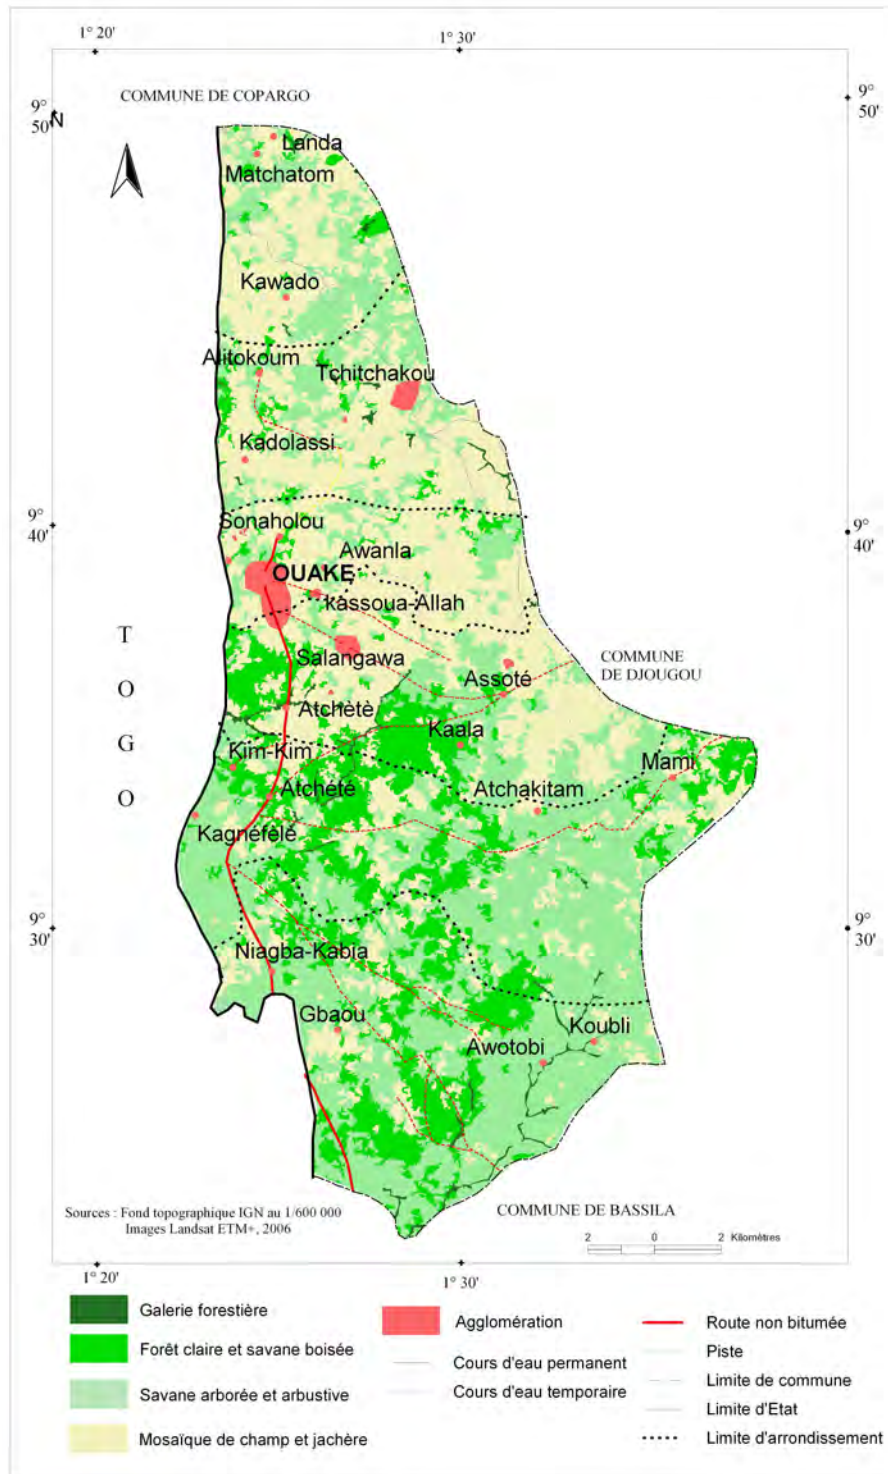 1° 20'
1° 30'
COMMUNE DE COPARGO
9°
50'
N
9°
50'
Landa
Matchatom
Kawado
Alitokoum
Tchitchakou
Kadolassi
Sonaholou
9°
40'
9°
40'
Awanla
OUAKE
kassoua-Allah
TOGO
Salangawa
COMMUNE
DE DJOUGOU
Assoté
Atchètè
Kaala
Kim-Kim
Mami
Atchété
Atchakitam
Kagnéfèlé
9°
30'
9°
30'
Niagba-Kabia
Gbaou
Koubli
Awotobi
Sources : Fond topographique IGN au 1/600 000
Images Landsat ETM+, 2006
COMMUNE DE BASSILA
2 0 2 Kilomètres
1° 20'
1° 30'
Galerie forestière
Forêt claire et savane boisée
Savane arborée et arbustive
Mosaïque de champ et jachère
Agglomération
Cours d'eau permanent
Cours d'eau temporaire
Route non bitumée
Piste
Limite de commune
Limite d'Etat
Limite d'arrondissement